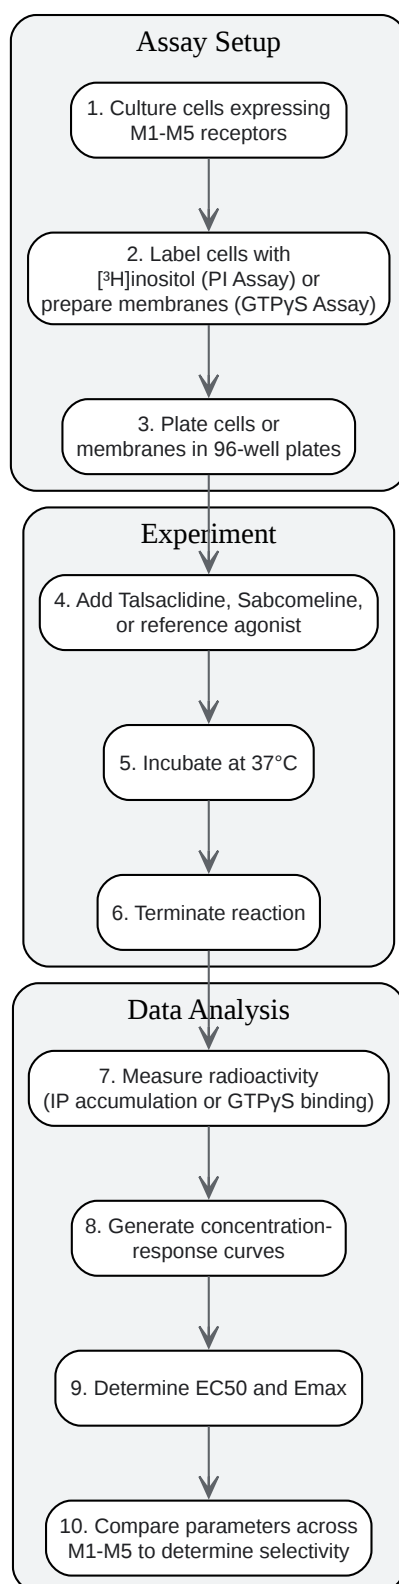 Assay Setup
1. Culture cells expressing
M1-M5 receptors
2. Label cells with
[³H]inositol (PI Assay) or
prepare membranes (GTPγS Assay)
3. Plate cells or
membranes in 96-well plates
Experiment
4. Add Talsaclidine, Sabcomeline,
or reference agonist
5. Incubate at 37°C
6. Terminate reaction
Data Analysis
7. Measure radioactivity
(IP accumulation or GTPγS binding)
8. Generate concentration-
response curves
9. Determine EC50 and Emax
10. Compare parameters across
M1-M5 to determine selectivity